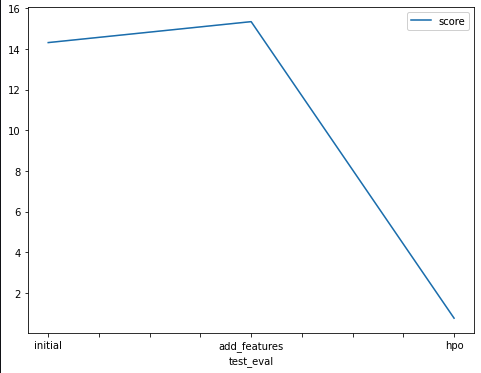 16
score
14
12
10
8
6
4
2
initial
add_features
hpo
test_eval